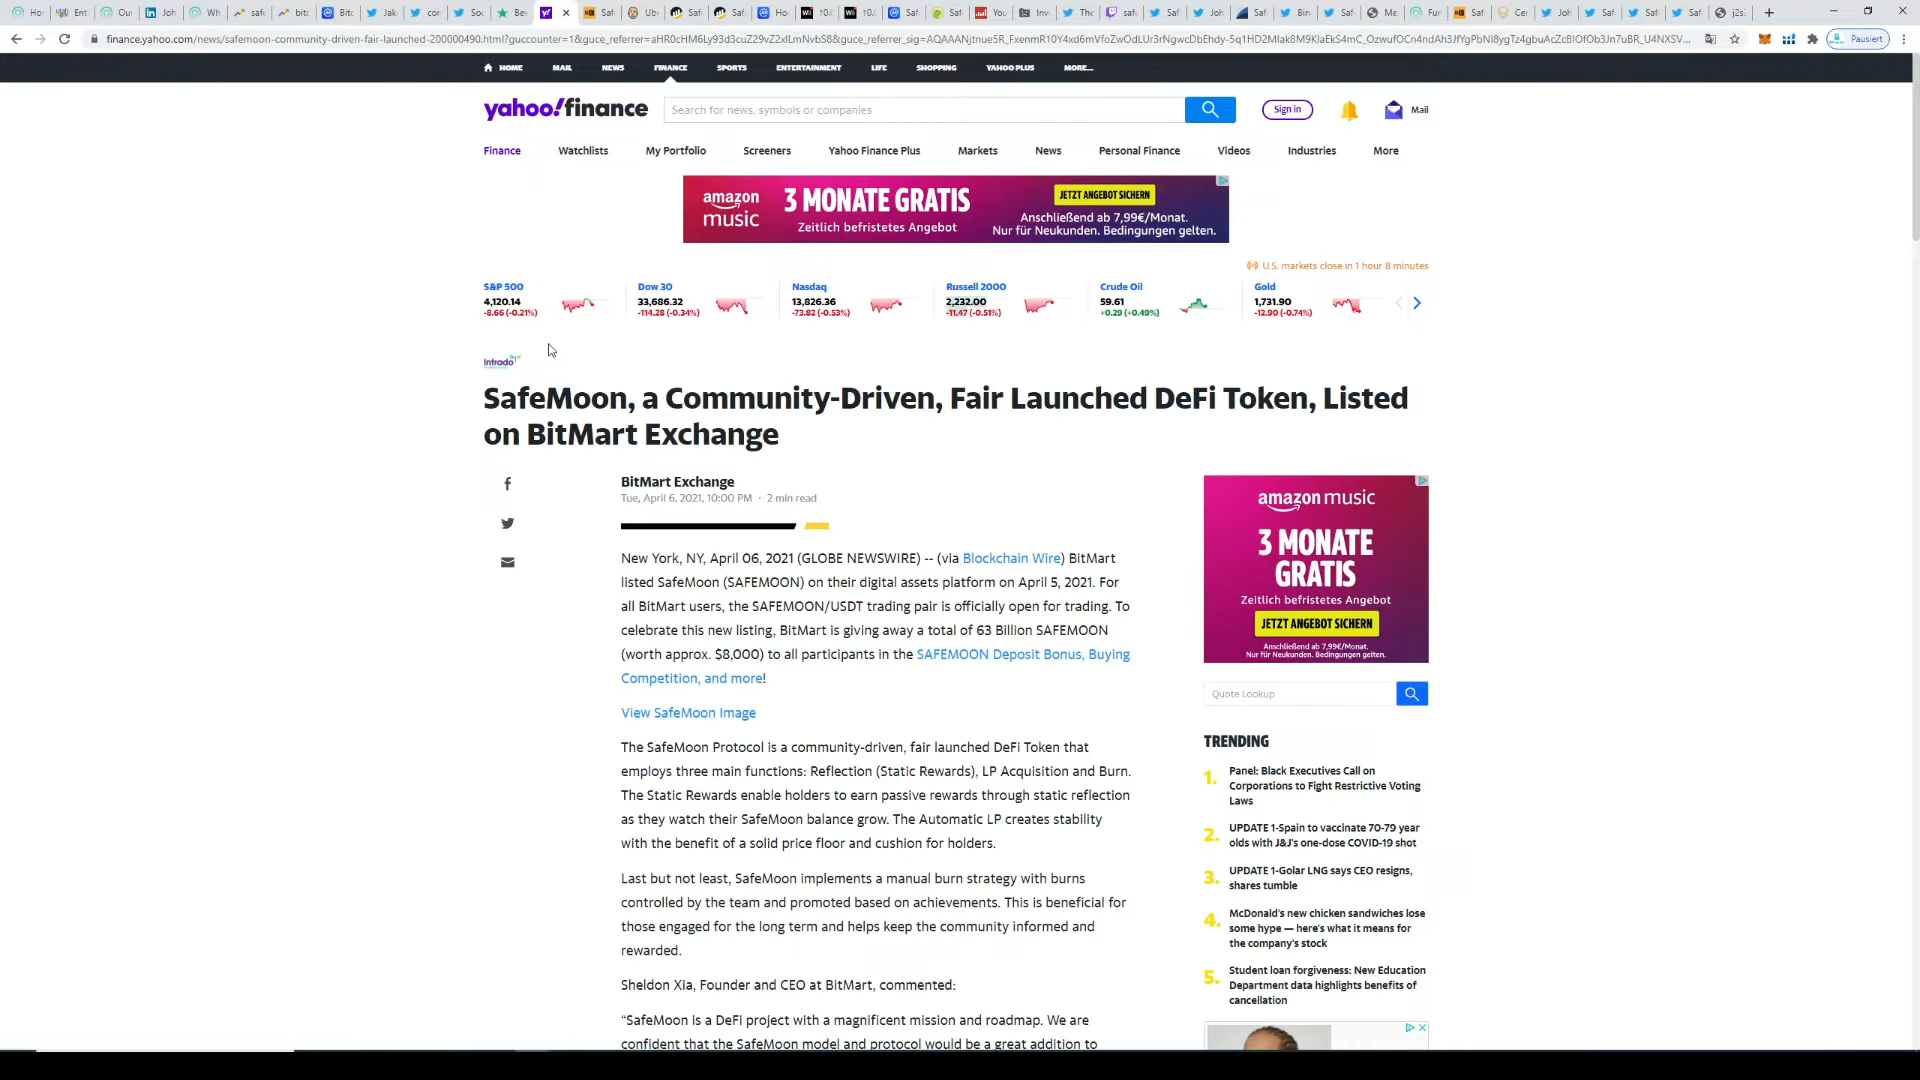 finance.yahoo.com/news/safemoon-community-driven-fair-launched-200000490.html?guccounter=1&guce_referrer=
Pausiert
HOME MAIL NEWS FINANCE SPORTS ENTERTAINMENT LIFE SHOPPING YAHOO PLUS MORE...
yahoo!finance
Search for news, symbols or companies
Sign in
Mail
Finance Watchlists My Portfolio Screeners Yahoo Finance Plus Markets News Personal Finance Videos Industries More
amazon music
3 MONATE GRATIS
Zeitlich befristetes Angebot
JETZT ANGEBOT SICHERN
Anschließend ab 7,99€/Monat.
Nur für Neukunden. Bedingungen gelten.
U.S. markets close in 1 hour 8 minutes
S&P 500
4,120.14
-8.66 (-0.21%)
Dow 30
33,686.32
-114.28 (-0.34%)
Nasdaq
13,826.36
-73.82 (-0.53%)
Russell 2000
2,232.00
-11.47 (-0.51%)
Crude Oil
59.61
+0.29 (+0.49%)
Gold
1,731.90
-12.90 (-0.74%)
Intrado
SafeMoon, a Community-Driven, Fair Launched DeFi Token, Listed
on BitMart Exchange
BitMart Exchange
Tue, April 6, 2021, 10:00 PM · 2 min read
New York, NY, April 06, 2021 (GLOBE NEWSWIRE) -- (via Blockchain Wire) BitMart
listed SafeMoon (SAFEMOON) on their digital assets platform on April 5, 2021. For
all BitMart users, the SAFEMOON/USDT trading pair is officially open for trading. To
celebrate this new listing, BitMart is giving away a total of 63 Billion SAFEMOON
(worth approx. $8,000) to all participants in the SAFEMOON Deposit Bonus, Buying
Competition, and more!
View SafeMoon Image
The SafeMoon Protocol is a community-driven, fair launched DeFi Token that
employs three main functions: Reflection (Static Rewards), LP Acquisition and Burn.
The Static Rewards enable holders to earn passive rewards through static reflection
as they watch their SafeMoon balance grow. The Automatic LP creates stability
with the benefit of a solid price floor and cushion for holders.
Last but not least, SafeMoon implements a manual burn strategy with burns
controlled by the team and promoted based on achievements. This is beneficial for
those engaged for the long term and helps keep the community informed and
rewarded.
Sheldon Xia, Founder and CEO at BitMart, commented:
“SafeMoon is a DeFi project with a magnificent mission and roadmap. We are
confident that the SafeMoon model and protocol would be a great addition to
amazon music
3 MONATE
GRATIS
Zeitlich befristetes Angebot
JETZT ANGEBOT SICHERN
Anschließend ab 7,99€/Monat.
Nur für Neukunden. Bedingungen gelten.
Quote Lookup
TRENDING
1. Panel: Black Executives Call on
Corporations to Fight Restrictive Voting
Laws
2. UPDATE 1-Spain to vaccinate 70-79 year
olds with J&J's one-dose COVID-19 shot
3. UPDATE 1-Golar LNG says CEO resigns,
shares tumble
4. McDonald's new chicken sandwiches lose
some hype — here's what it means for
the company's stock
5. Student loan forgiveness: New Education
Department data highlights benefits of
cancellation